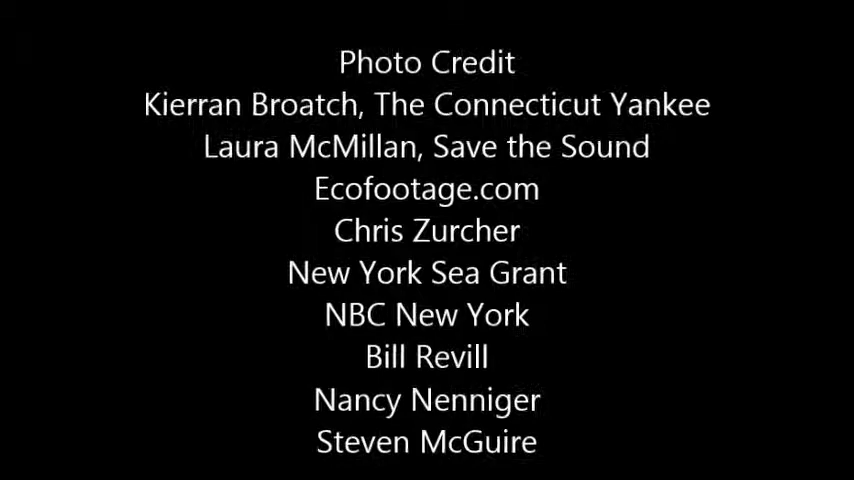 Photo Credit
Kierran Broatch, The Connecticut Yankee
Laura McMillan, Save the Sound
Ecofootage.com
Chris Zurcher
New York Sea Grant
NBC New York
Bill Revill
Nancy Nenniger
Steven McGuire